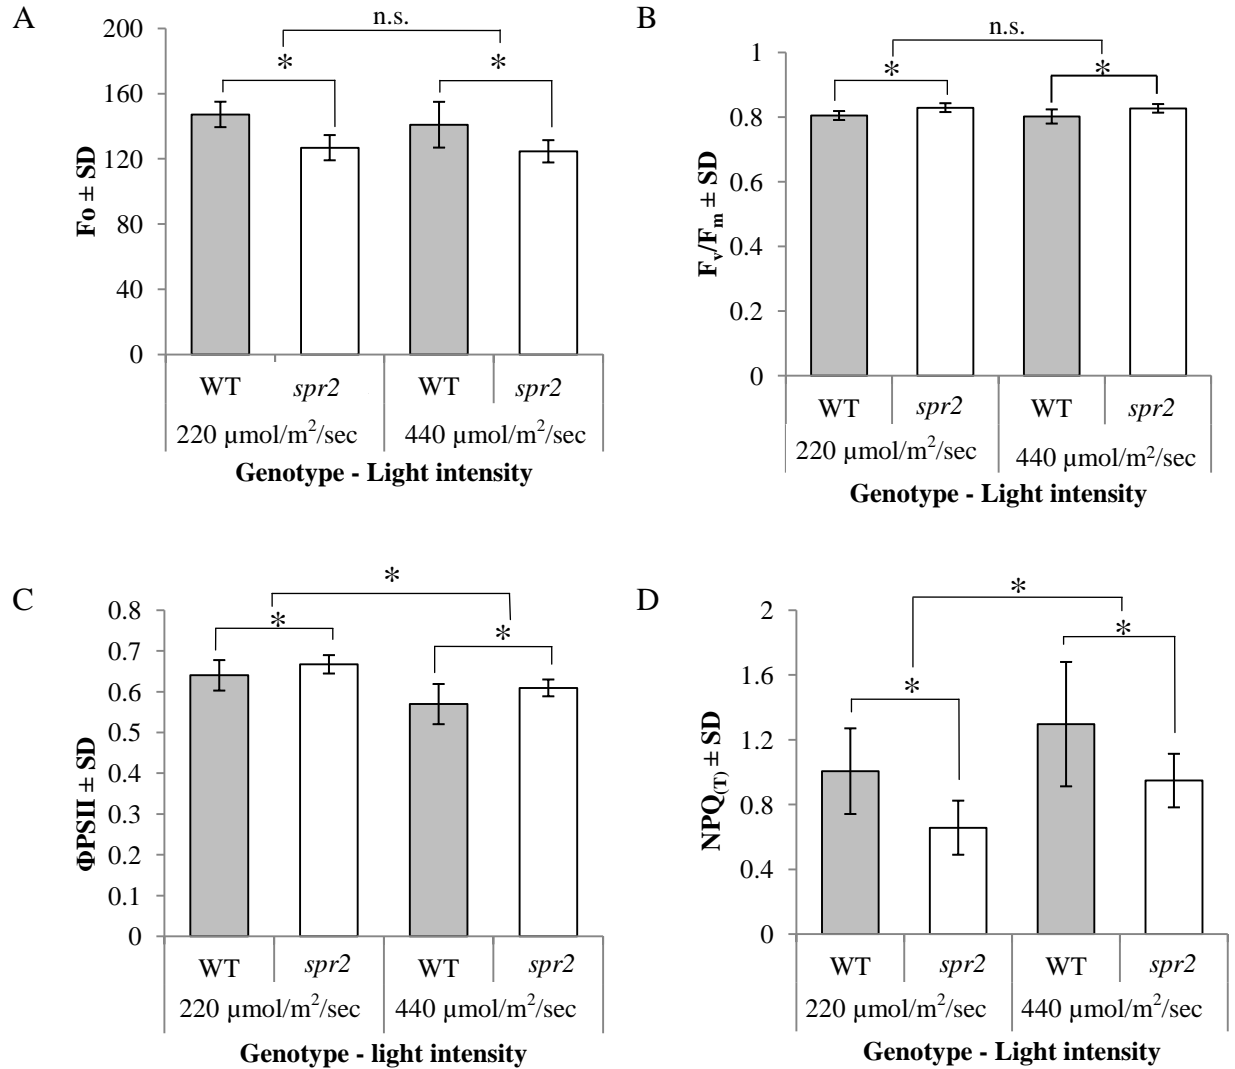 A
n.s.
200
* *
160
120
80
40
0
Fo ± SD
WT spr2 WT spr2
220 µmol/m²/sec 440 µmol/m²/sec
Genotype - Light intensity
B
n.s.
1
* *
0.8
0.6
0.4
0.2
0
Fv/Fm ± SD
WT spr2 WT spr2
220 µmol/m²/sec 440 µmol/m²/sec
Genotype - Light intensity
C
*
0.8
* *
0.7
0.6
0.5
0.4
0.3
0.2
0.1
0
ΦPSII ± SD
WT spr2 WT spr2
220 µmol/m²/sec 440 µmol/m²/sec
Genotype - light intensity
D
*
2
* *
1.6
1.2
0.8
0.4
0
NPQ(T) ± SD
WT spr2 WT spr2
220 µmol/m²/sec 440 µmol/m²/sec
Genotype - Light intensity